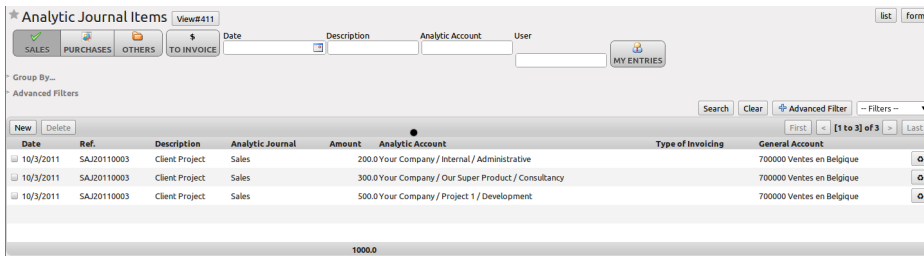 Analytic Journal Items View#411 list form
SALES PURCHASES OTHERS $ TO INVOICE Date Description Analytic Account User MY ENTRIES
Group By...
Advanced Filters
Search Clear Advanced Filter -- Filters --
New Delete First < [1 to 3] of 3 > Last
Date Ref. Description Analytic Journal Amount Analytic Account Type of Invoicing General Account
10/3/2011 SAJ20110003 Client Project Sales 200.0 Your Company / Internal / Administrative 700000 Ventes en Belgique
10/3/2011 SAJ20110003 Client Project Sales 300.0 Your Company / Our Super Product / Consultancy 700000 Ventes en Belgique
10/3/2011 SAJ20110003 Client Project Sales 500.0 Your Company / Project 1 / Development 700000 Ventes en Belgique
1000.0